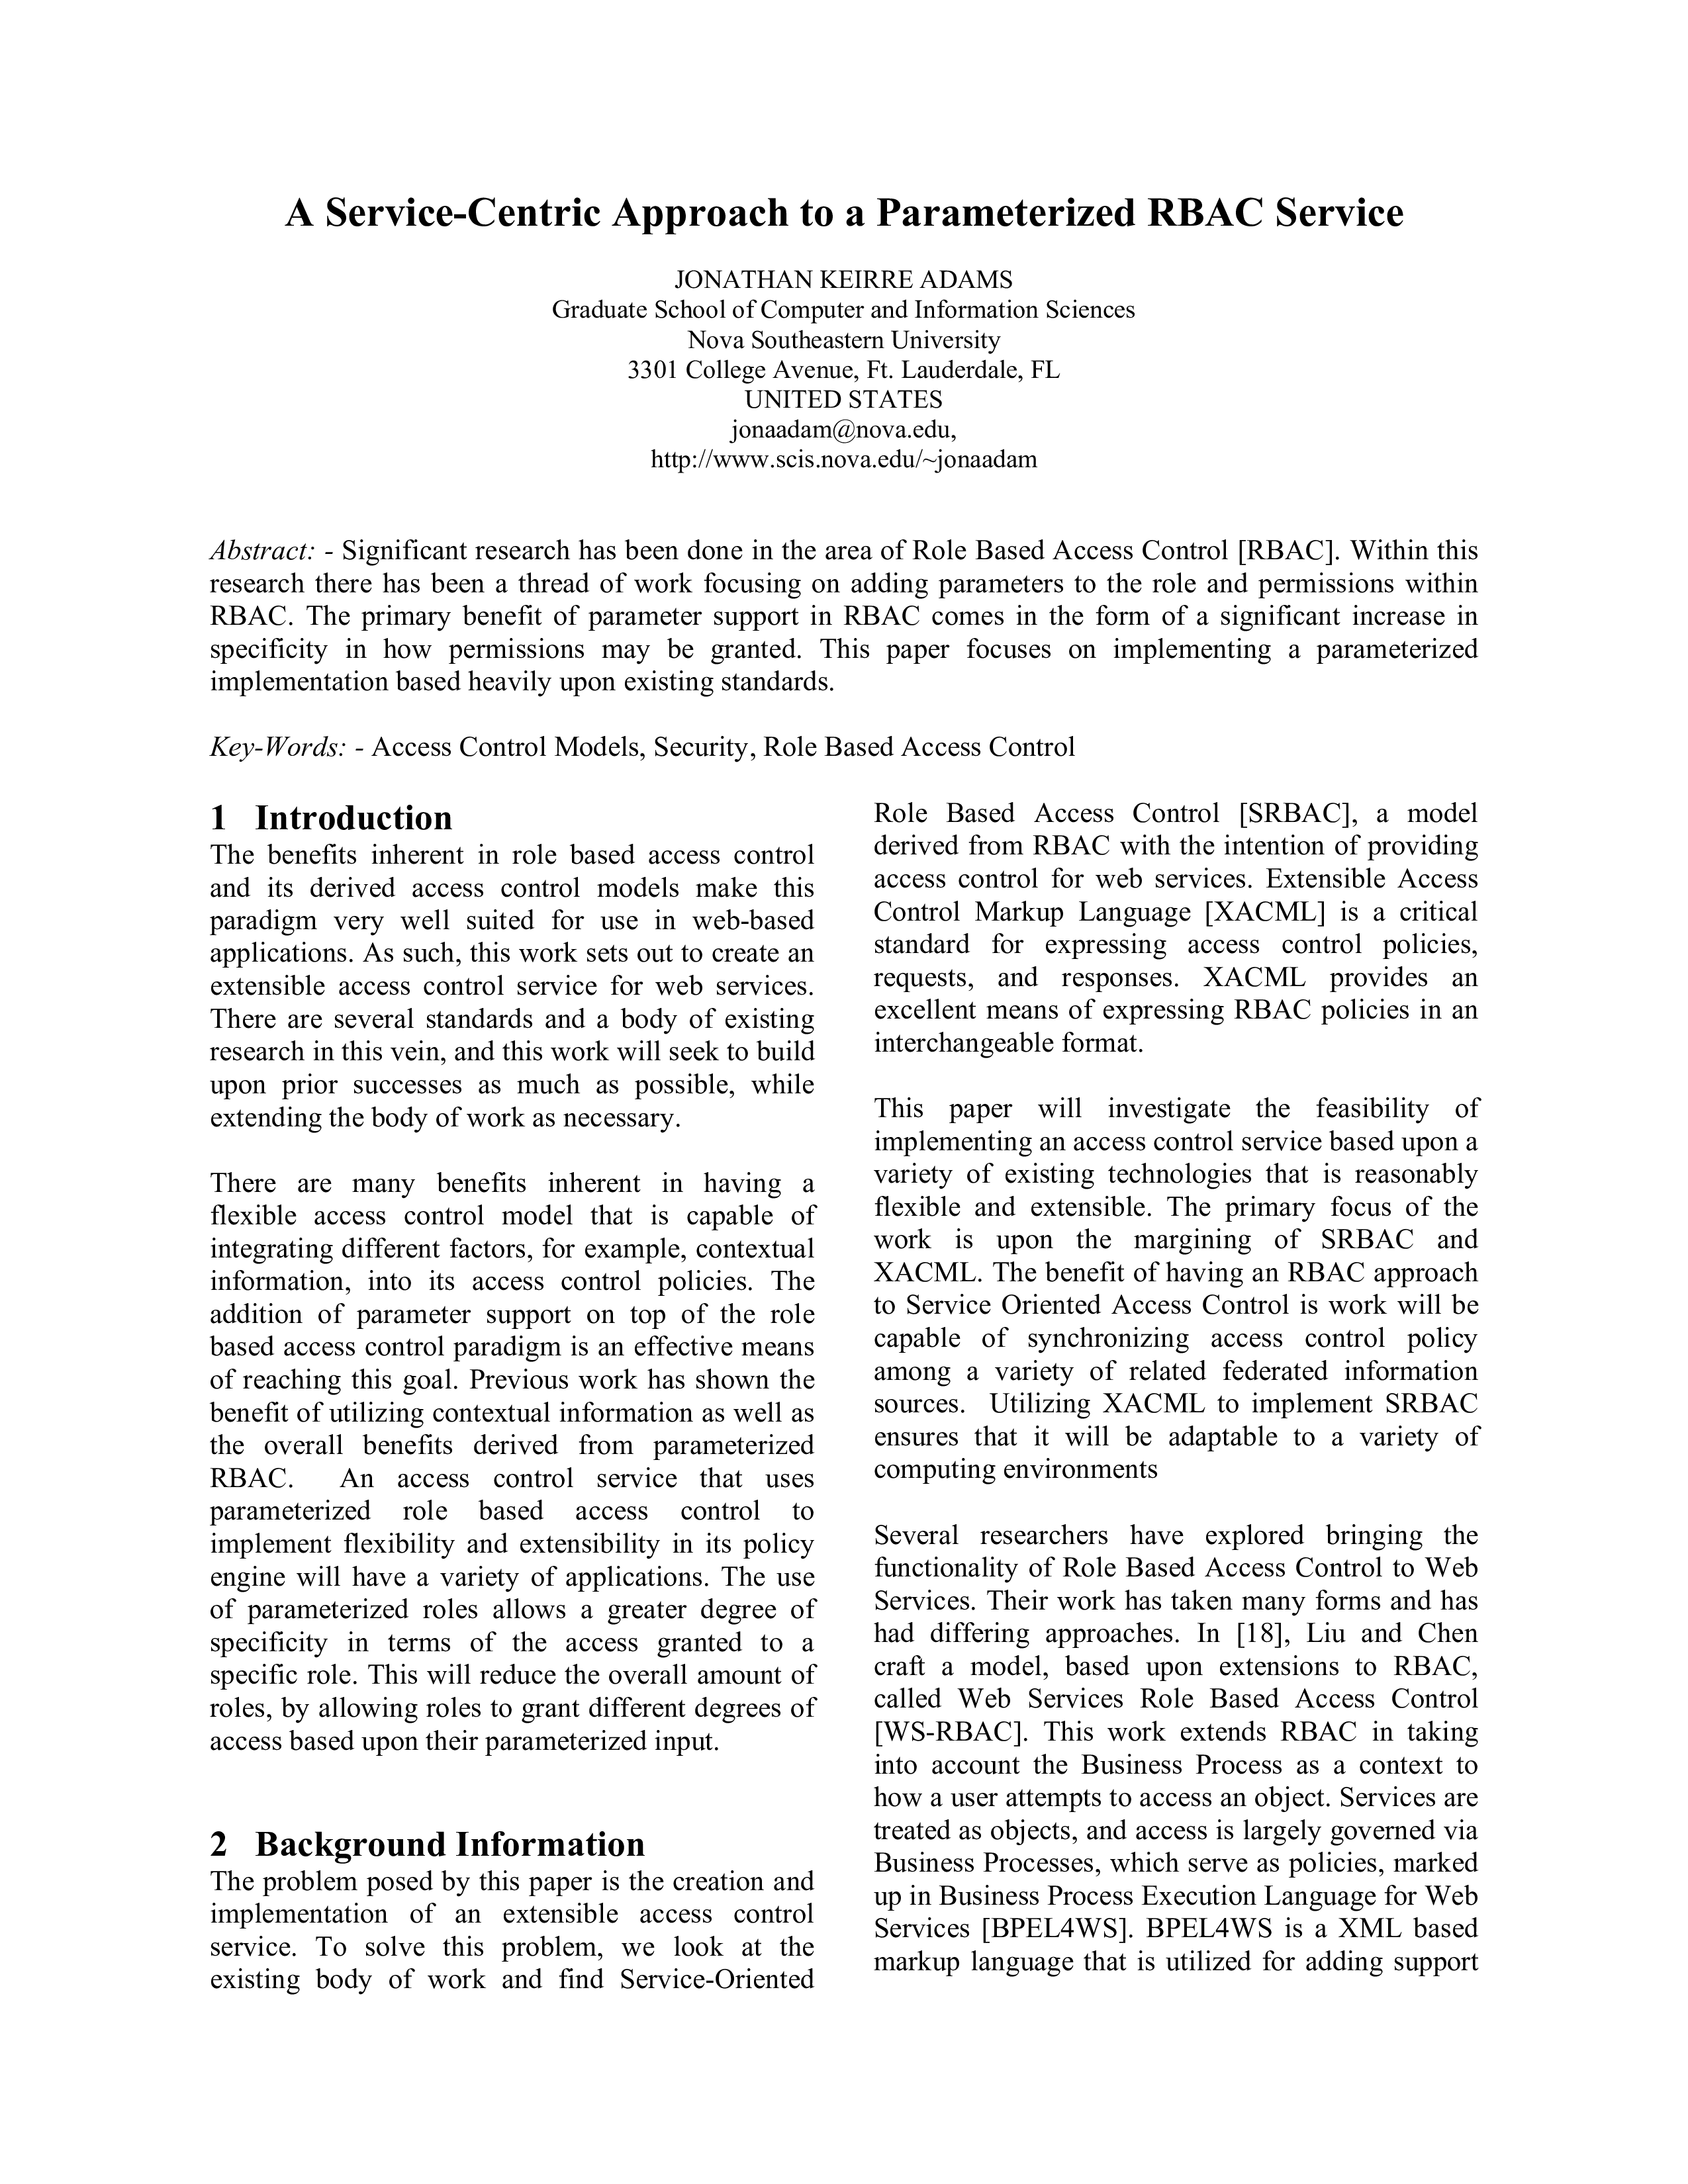 A Service-Centric Approach to a Parameterized RBAC Service
JONATHAN KEIRRE ADAMS
Graduate School of Computer and Information Sciences
Nova Southeastern University
3301 College Avenue, Ft. Lauderdale, FL
UNITED STATES
jonaadam@nova.edu,
http://www.scis.nova.edu/~jonaadam
Abstract: - Significant research has been done in the area of Role Based Access Control [RBAC]. Within this
research there has been a thread of work focusing on adding parameters to the role and permissions within
RBAC. The primary benefit of parameter support in RBAC comes in the form of a significant increase in
specificity in how permissions may be granted. This paper focuses on implementing a parameterized
implementation based heavily upon existing standards.
Key-Words: - Access Control Models, Security, Role Based Access Control
1 Introduction
The benefits inherent in role based access control
and its derived access control models make this
paradigm very well suited for use in web-based
applications. As such, this work sets out to create an
extensible access control service for web services.
There are several standards and a body of existing
research in this vein, and this work will seek to build
upon prior successes as much as possible, while
extending the body of work as necessary.
There are many benefits inherent in having a
flexible access control model that is capable of
integrating different factors, for example, contextual
information, into its access control policies. The
addition of parameter support on top of the role
based access control paradigm is an effective means
of reaching this goal. Previous work has shown the
benefit of utilizing contextual information as well as
the overall benefits derived from parameterized
RBAC. An access control service that uses
parameterized role based access control to
implement flexibility and extensibility in its policy
engine will have a variety of applications. The use
of parameterized roles allows a greater degree of
specificity in terms of the access granted to a
specific role. This will reduce the overall amount of
roles, by allowing roles to grant different degrees of
access based upon their parameterized input.
2 Background Information
The problem posed by this paper is the creation and
implementation of an extensible access control
service. To solve this problem, we look at the
existing body of work and find Service-Oriented
Role Based Access Control [SRBAC], a model
derived from RBAC with the intention of providing
access control for web services. Extensible Access
Control Markup Language [XACML] is a critical
standard for expressing access control policies,
requests, and responses. XACML provides an
excellent means of expressing RBAC policies in an
interchangeable format.
This paper will investigate the feasibility of
implementing an access control service based upon a
variety of existing technologies that is reasonably
flexible and extensible. The primary focus of the
work is upon the margining of SRBAC and
XACML. The benefit of having an RBAC approach
to Service Oriented Access Control is work will be
capable of synchronizing access control policy
among a variety of related federated information
sources. Utilizing XACML to implement SRBAC
ensures that it will be adaptable to a variety of
computing environments
Several researchers have explored bringing the
functionality of Role Based Access Control to Web
Services. Their work has taken many forms and has
had differing approaches. In [18], Liu and Chen
craft a model, based upon extensions to RBAC,
called Web Services Role Based Access Control
[WS-RBAC]. This work extends RBAC in taking
into account the Business Process as a context to
how a user attempts to access an object. Services are
treated as objects, and access is largely governed via
Business Processes, which serve as policies, marked
up in Business Process Execution Language for Web
Services [BPEL4WS]. BPEL4WS is a XML based
markup language that is utilized for adding support